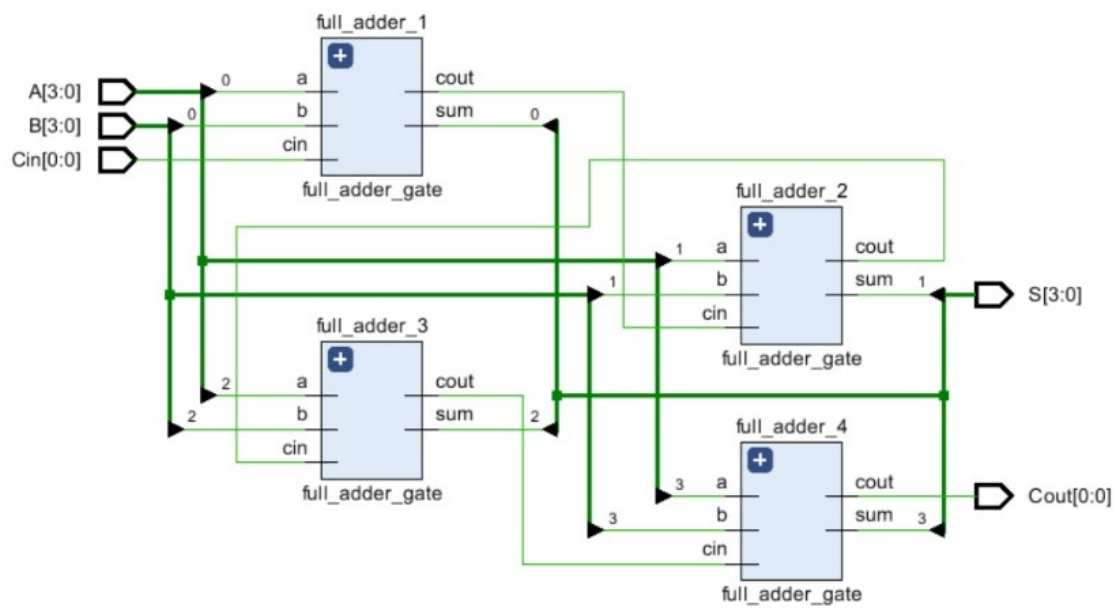 full_adder_1
A[3:0]
B[3:0]
Cin[0:0]
0
0
a
b
cin
cout
sum
0
full_adder_gate
full_adder_2
1
1
a
b
cin
cout
sum
1
S[3:0]
full_adder_gate
full_adder_3
2
2
a
b
cin
cout
sum
2
full_adder_gate
full_adder_4
3
3
a
b
cin
cout
sum
3
Cout[0:0]
full_adder_gate